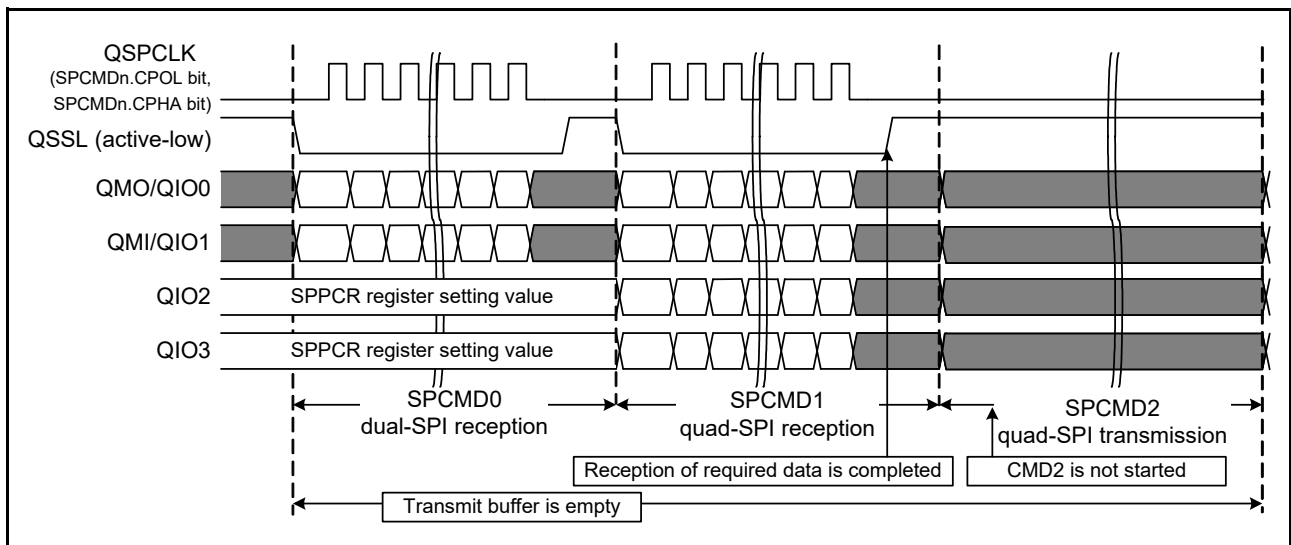 QSPCLK
(SPCMDn.CPOL bit,
SPCMDn.CPHA bit)
QSSL (active-low)
QMO/QIO0
QMI/QIO1
QIO2
SPPCR register setting value
QIO3
SPPCR register setting value
SPCMD0
dual-SPI reception
SPCMD1
quad-SPI reception
SPCMD2
quad-SPI transmission
Reception of required data is completed
CMD2 is not started
Transmit buffer is empty